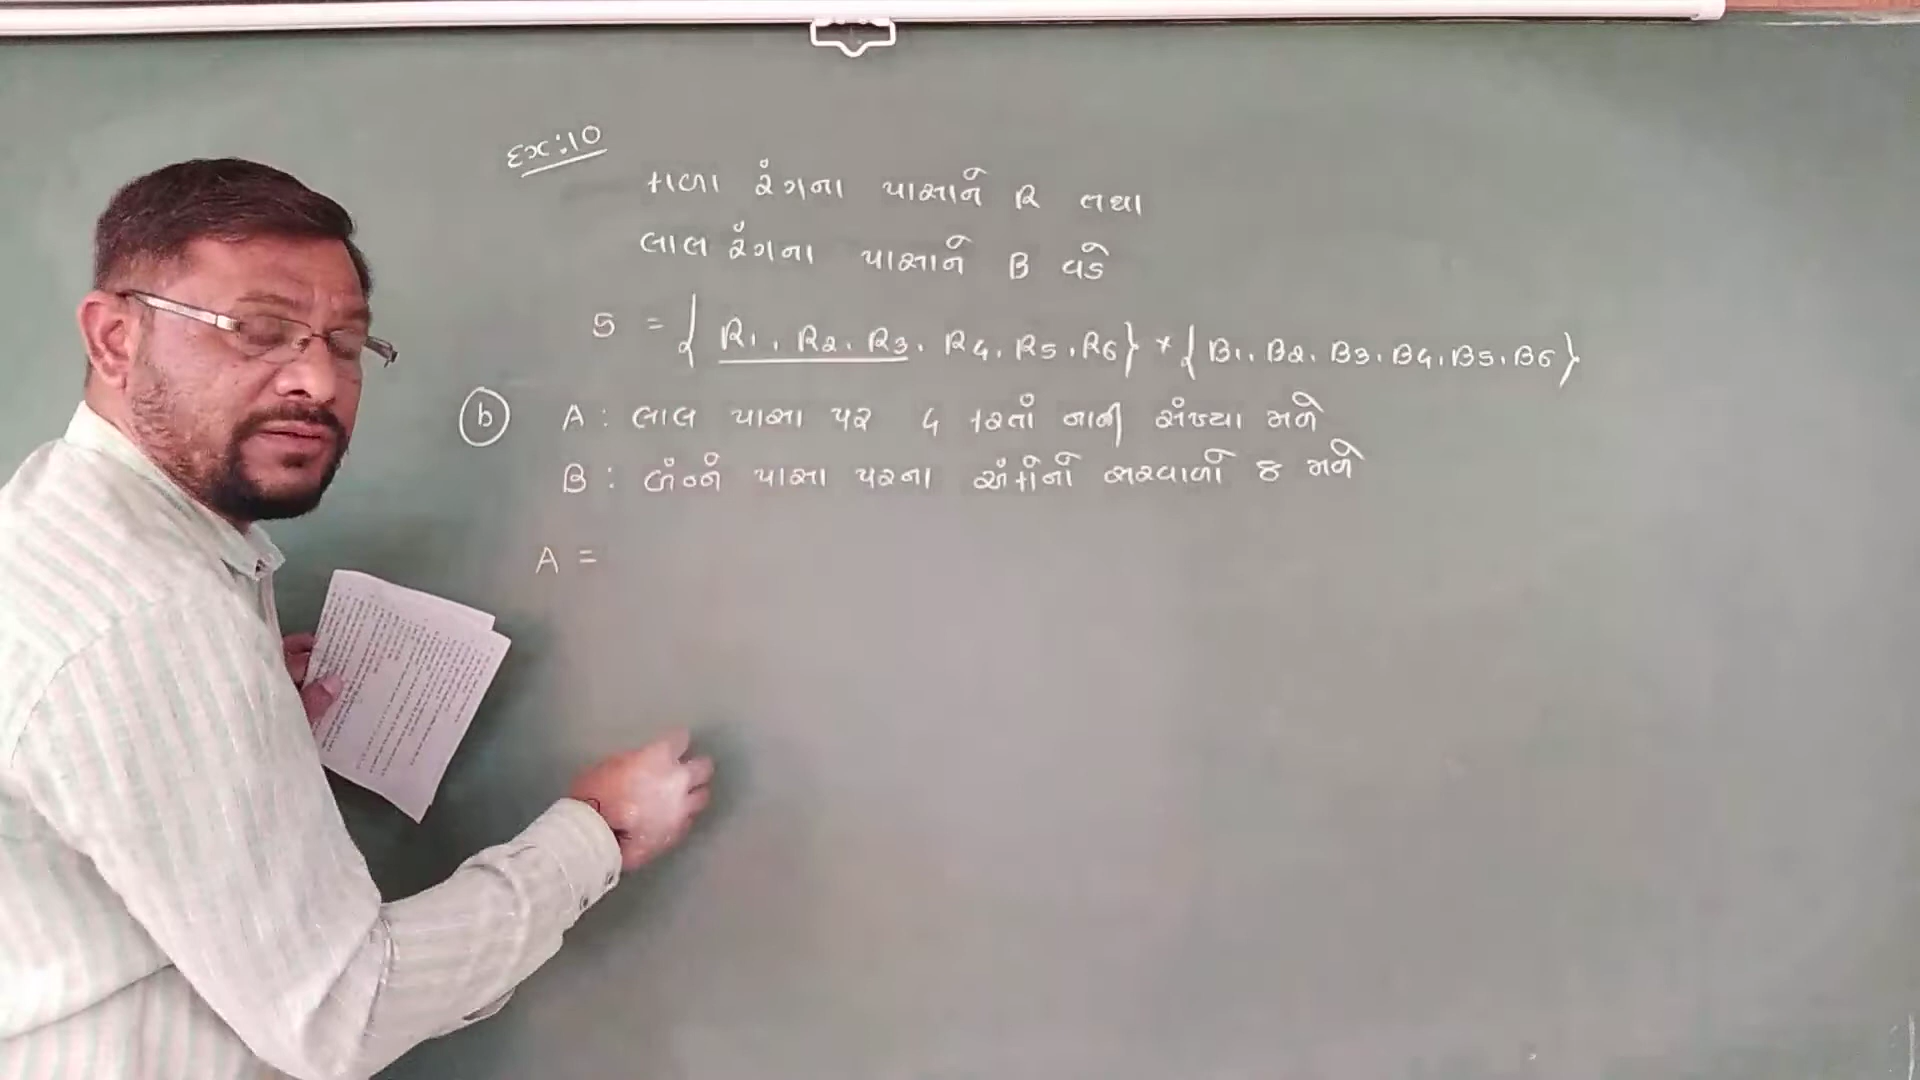 Ex:10
કાળા રંગના પાસાને R તથા
લાલ રંગના પાસાને B વડે
S = { R1, R2, R3, R4, R5, R6} * { B1, B2, B3, B4, B5, B6 }
(b) A : લાલ પાસા પર 4 કરતાં નાની સંખ્યા મળે
B : બંન્ને પાસા પરના અંકોનો સરવાળો 8 મળે
A =